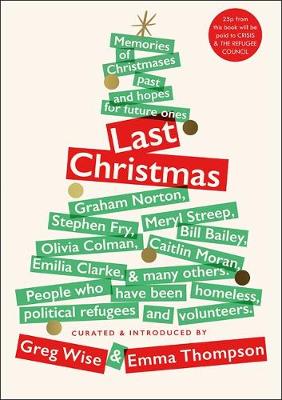 Memories
of
Christmases
past
and hopes
for future ones
25p from
this book will be
paid to CRISIS
& THE REFUGEE
COUNCIL
Last
Christmas
Graham Norton,
Stephen Fry, Meryl Streep,
Bill Bailey,
Olivia Colman,
Caitlin Moran,
Emilia Clarke, & many others.
People who have been homeless,
political refugees and volunteers.
CURATED & INTRODUCED BY
Greg Wise & Emma Thompson